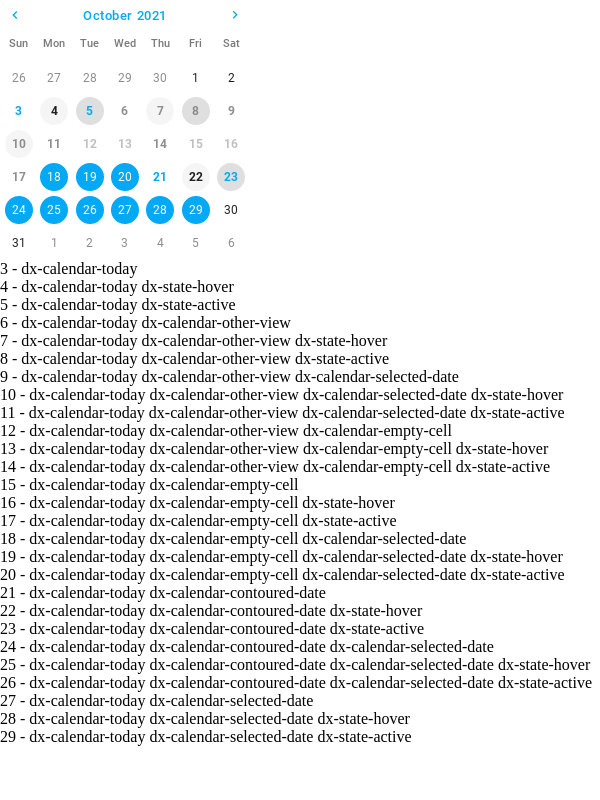 October 2021
Sun Mon Tue Wed Thu Fri Sat
26 27 28 29 30 1 2
3 4 5 6 7 8 9
10 11 12 13 14 15 16
17 18 19 20 21 22 23
24 25 26 27 28 29 30
31 1 2 3 4 5 6
3 - dx-calendar-today
4 - dx-calendar-today dx-state-hover
5 - dx-calendar-today dx-state-active
6 - dx-calendar-today dx-calendar-other-view
7 - dx-calendar-today dx-calendar-other-view dx-state-hover
8 - dx-calendar-today dx-calendar-other-view dx-state-active
9 - dx-calendar-today dx-calendar-other-view dx-calendar-selected-date
10 - dx-calendar-today dx-calendar-other-view dx-calendar-selected-date dx-state-hover
11 - dx-calendar-today dx-calendar-other-view dx-calendar-selected-date dx-state-active
12 - dx-calendar-today dx-calendar-other-view dx-calendar-empty-cell
13 - dx-calendar-today dx-calendar-other-view dx-calendar-empty-cell dx-state-hover
14 - dx-calendar-today dx-calendar-other-view dx-calendar-empty-cell dx-state-active
15 - dx-calendar-today dx-calendar-empty-cell
16 - dx-calendar-today dx-calendar-empty-cell dx-state-hover
17 - dx-calendar-today dx-calendar-empty-cell dx-state-active
18 - dx-calendar-today dx-calendar-empty-cell dx-calendar-selected-date
19 - dx-calendar-today dx-calendar-empty-cell dx-calendar-selected-date dx-state-hover
20 - dx-calendar-today dx-calendar-empty-cell dx-calendar-selected-date dx-state-active
21 - dx-calendar-today dx-calendar-contoured-date
22 - dx-calendar-today dx-calendar-contoured-date dx-state-hover
23 - dx-calendar-today dx-calendar-contoured-date dx-state-active
24 - dx-calendar-today dx-calendar-contoured-date dx-calendar-selected-date
25 - dx-calendar-today dx-calendar-contoured-date dx-calendar-selected-date dx-state-hover
26 - dx-calendar-today dx-calendar-contoured-date dx-calendar-selected-date dx-state-active
27 - dx-calendar-today dx-calendar-selected-date
28 - dx-calendar-today dx-calendar-selected-date dx-state-hover
29 - dx-calendar-today dx-calendar-selected-date dx-state-active